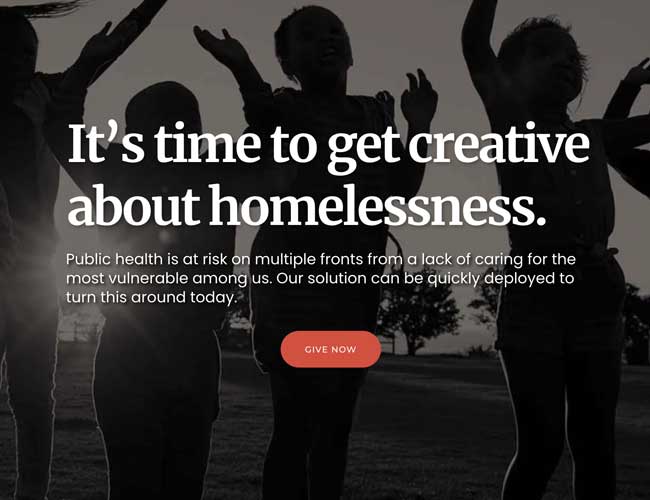 It’s time to get creative
about homelessness.
Public health is at risk on multiple fronts from a lack of caring for the
most vulnerable among us. Our solution can be quickly deployed to
turn this around today.
GIVE NOW